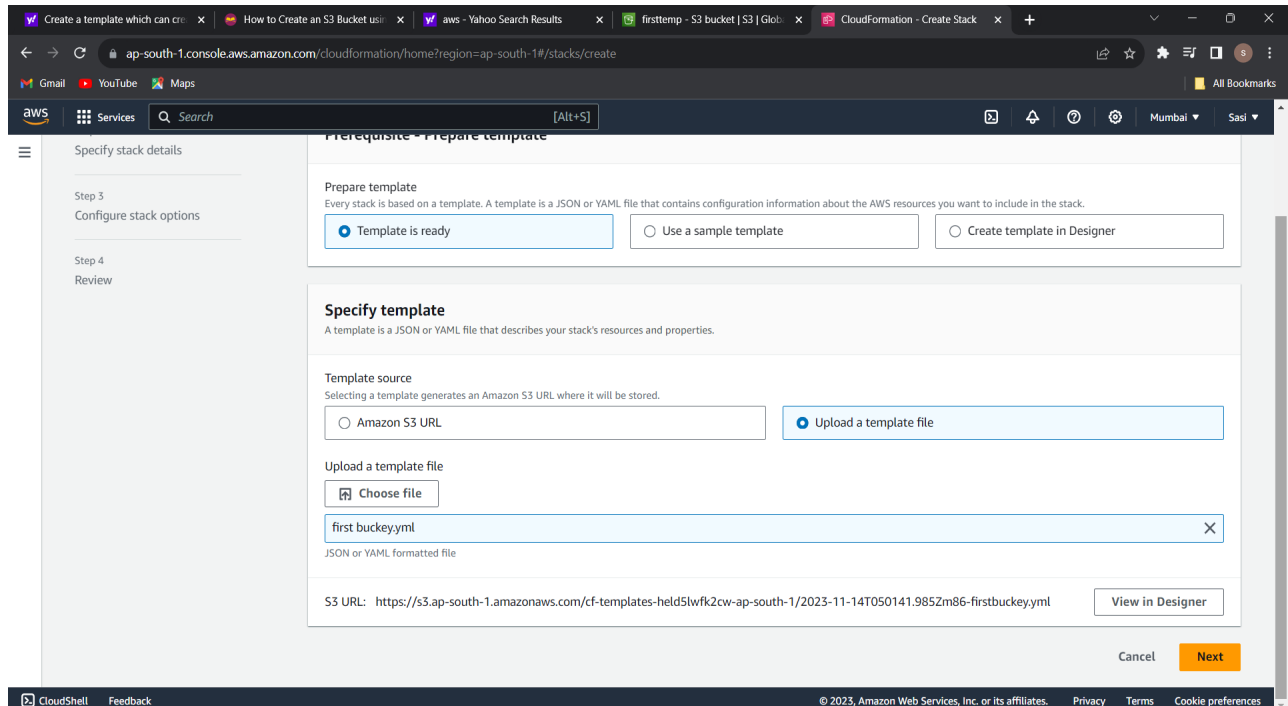 Create a template which can cre
How to Create an S3 Bucket usin
aws - Yahoo Search Results
firsttemp - S3 bucket | S3 | Glob
CloudFormation - Create Stack
ap-south-1.console.aws.amazon.com/cloudformation/home?region=ap-south-1#/stacks/create
S
Gmail
YouTube
Maps
All Bookmarks
aws
Services
Search
[Alt+S]
Mumbai
Sasi
Specify stack details
Step 3
Configure stack options
Step 4
Review
Prerequisite - Prepare template
Prepare template
Every stack is based on a template. A template is a JSON or YAML file that contains configuration information about the AWS resources you want to include in the stack.
Template is ready
Use a sample template
Create template in Designer
Specify template
A template is a JSON or YAML file that describes your stack's resources and properties.
Template source
Selecting a template generates an Amazon S3 URL where it will be stored.
Amazon S3 URL
Upload a template file
Upload a template file
Choose file
first buckey.yml
JSON or YAML formatted file
S3 URL: https://s3.ap-south-1.amazonaws.com/cf-templates-held5lwfk2cw-ap-south-1/2023-11-14T050141.985Zm86-firstbuckey.yml
View in Designer
Cancel
Next
CloudShell
Feedback
© 2023, Amazon Web Services, Inc. or its affiliates.
Privacy
Terms
Cookie preferences